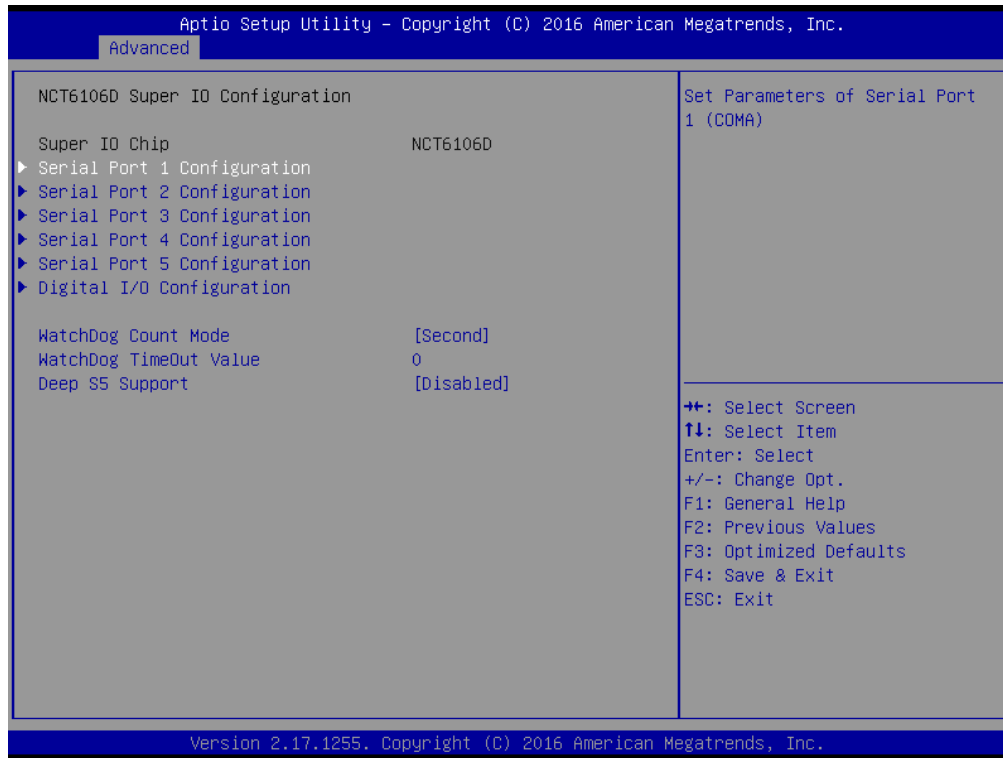 Aptio Setup Utility – Copyright (C) 2016 American Megatrends, Inc.
Advanced
NCT6106D Super IO Configuration
Super IO Chip NCT6106D
Serial Port 1 Configuration
Serial Port 2 Configuration
Serial Port 3 Configuration
Serial Port 4 Configuration
Serial Port 5 Configuration
Digital I/O Configuration
WatchDog Count Mode [Second]
WatchDog TimeOut Value 0
Deep S5 Support [Disabled]
Set Parameters of Serial Port
1 (COMA)
→←: Select Screen
↑↓: Select Item
Enter: Select
+/-: Change Opt.
F1: General Help
F2: Previous Values
F3: Optimized Defaults
F4: Save & Exit
ESC: Exit
Version 2.17.1255. Copyright (C) 2016 American Megatrends, Inc.